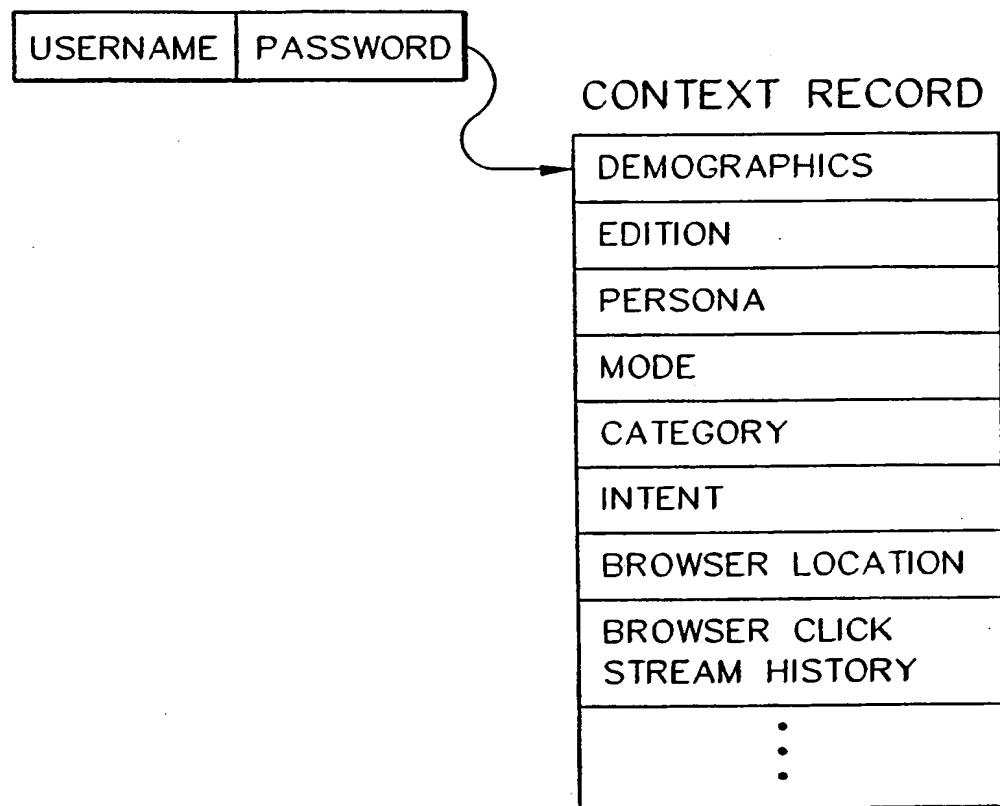 USERNAME PASSWORD
CONTEXT RECORD
DEMOGRAPHICS
EDITION
PERSONA
MODE
CATEGORY
INTENT
BROWSER LOCATION
BROWSER CLICK
STREAM HISTORY